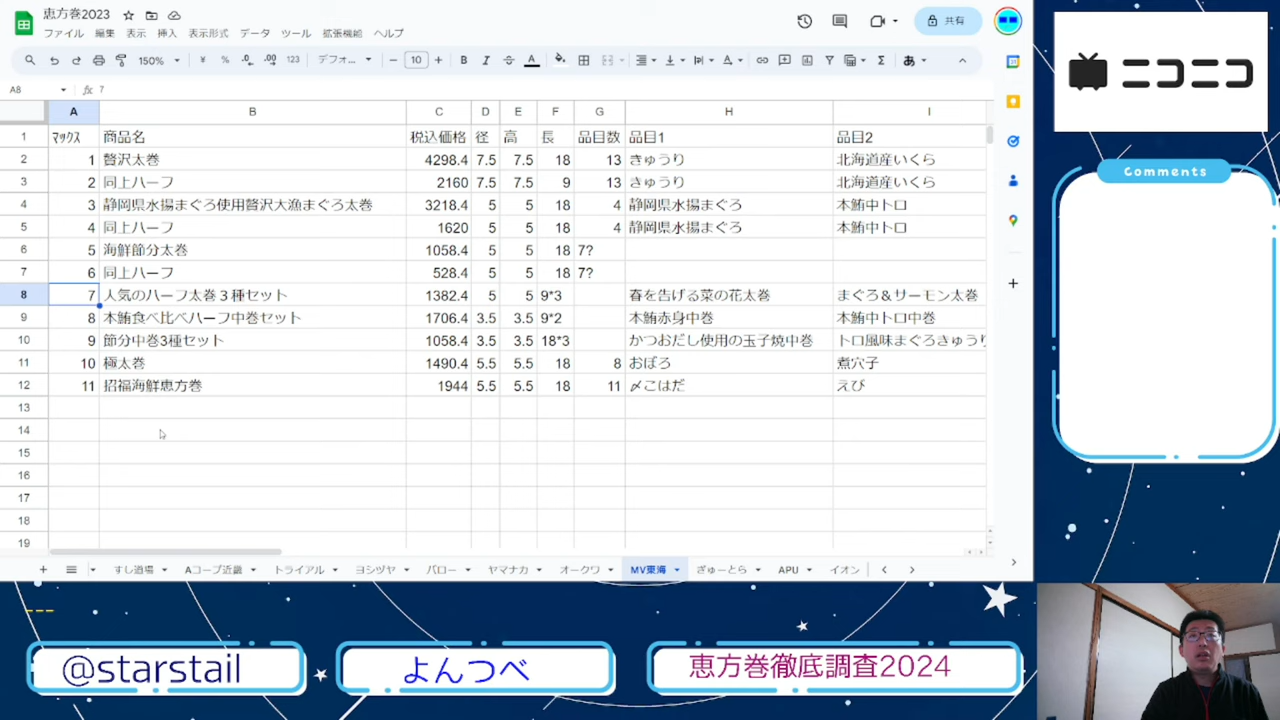 恵方巻2023
ファイル 編集 表示 挿入 表示形式 データ ツール 拡張機能 ヘルプ
共有
150% ¥ % .0 .00 123 デフォ... 10 B I S A あ
A8 fx 7
A B C D E F G H I
1 ﾏｯｸｽ 商品名 税込価格 径 高 長 品目数 品目1 品目2
2 1 贅沢太巻 4298.4 7.5 7.5 18 13 きゅうり 北海道産いくら
3 2 同上ハーフ 2160 7.5 7.5 9 13 きゅうり 北海道産いくら
4 3 静岡県水揚まぐろ使用贅沢大漁まぐろ太巻 3218.4 5 5 18 4 静岡県水揚まぐろ 本鮪中トロ
5 4 同上ハーフ 1620 5 5 18 4 静岡県水揚まぐろ 本鮪中トロ
6 5 海鮮節分太巻 1058.4 5 5 18 7?
7 6 同上ハーフ 528.4 5 5 18 7?
8 7 人気のハーフ太巻３種セット 1382.4 5 5 9*3 春を告げる菜の花太巻 まぐろ＆サーモン太巻
9 8 本鮪食べ比べハーフ中巻セット 1706.4 3.5 3.5 9*2 本鮪赤身中巻 本鮪中トロ中巻
10 9 節分中巻3種セット 1058.4 3.5 3.5 18*3 かつおだし使用の玉子焼中巻 トロ風味まぐろきゅうり
11 10 極太巻 1490.4 5.5 5.5 18 8 おぼろ 煮穴子
12 11 招福海鮮恵方巻 1944 5.5 5.5 18 11 〆こはだ えび
13
14
15
16
17
18
19
すし道場 Aコープ近畿 トライアル ヨシヅヤ バロー ヤマナカ オークワ MV東海 ぎゅーとら APU イオン
ニコニコ
Comments
@starstail
よんつべ
恵方巻徹底調査2024